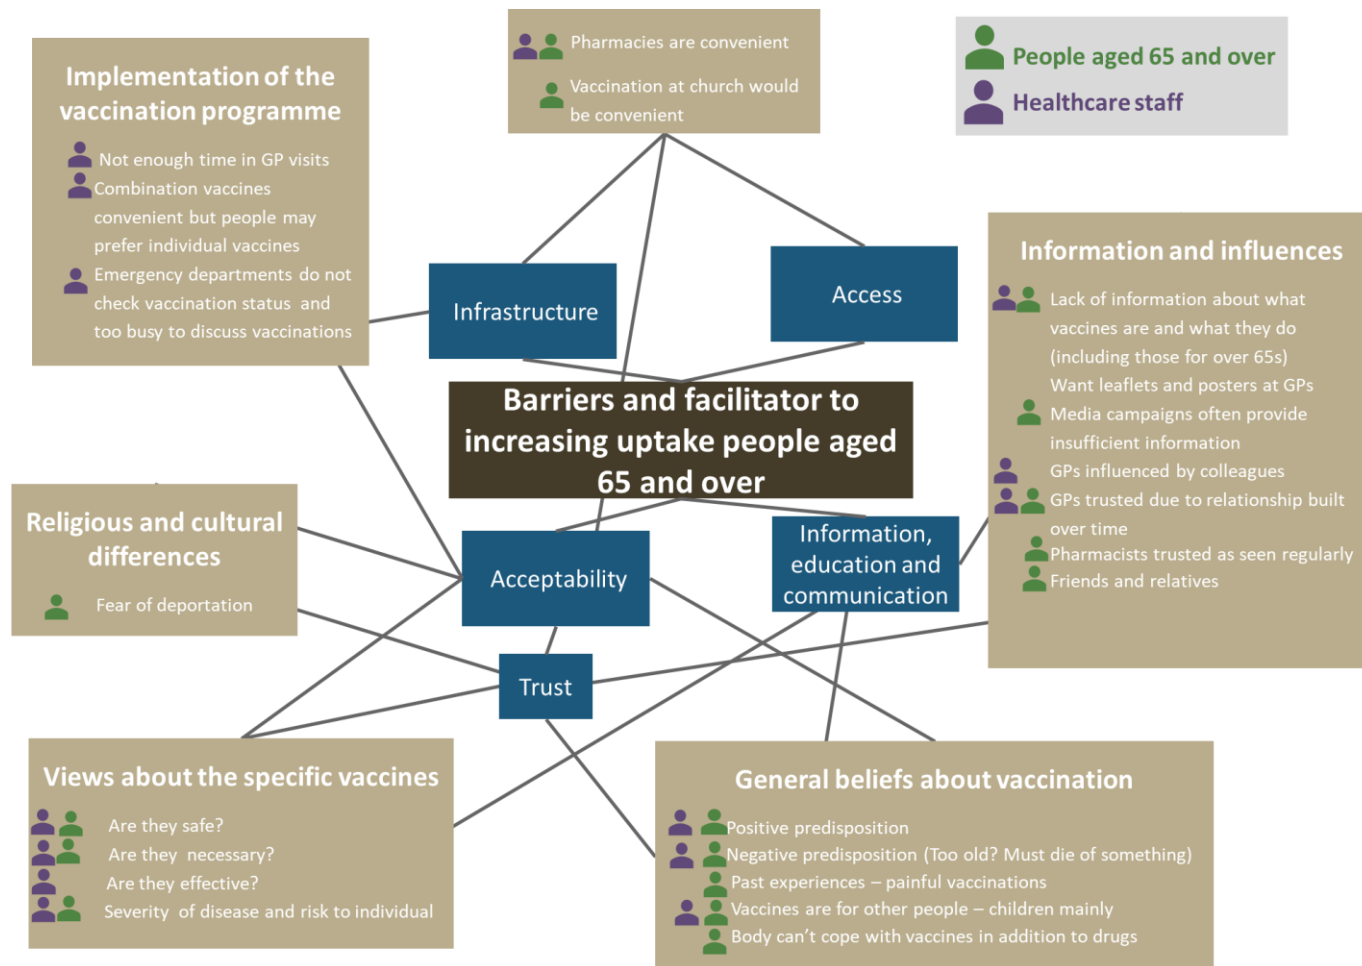 Pharmacies are convenient
Vaccination at church would
be convenient
People aged 65 and over
Healthcare staff
Implementation of the
vaccination programme
Not enough time in GP visits
Combination vaccines
convenient but people may
prefer individual vaccines
Emergency departments do not
check vaccination status and
too busy to discuss vaccinations
Infrastructure
Access
Information and influences
Lack of information about what
vaccines are and what they do
(including those for over 65s)
Want leaflets and posters at GPs
Media campaigns often provide
insufficient information
GPs influenced by colleagues
GPs trusted due to relationship built
over time
Pharmacists trusted as seen regularly
Friends and relatives
Barriers and facilitator to
increasing uptake people aged
65 and over
Religious and cultural
differences
Fear of deportation
Acceptability
Information,
education and
communication
Trust
Views about the specific vaccines
Are they safe?
Are they necessary?
Are they effective?
Severity of disease and risk to individual
General beliefs about vaccination
Positive predisposition
Negative predisposition (Too old? Must die of something)
Past experiences – painful vaccinations
Vaccines are for other people – children mainly
Body can't cope with vaccines in addition to drugs